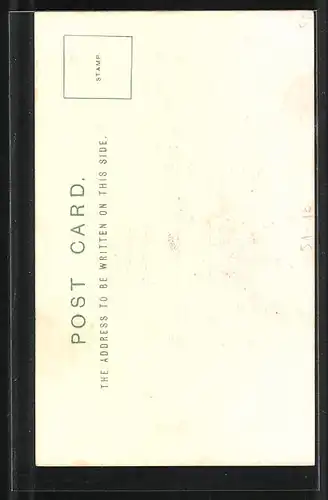 STAMP.
POST CARD.
THE ADDRESS TO BE WRITTEN ON THIS SIDE.